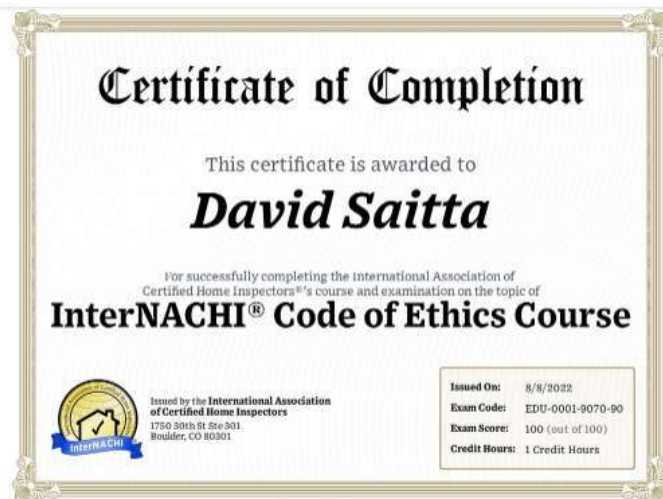 Certificate of Completion
This certificate is awarded to
David Saitta
For successfully completing the International Association of
Certified Home Inspectors®'s course and examination on the topic of
InterNACHI® Code of Ethics Course
InterNACHI
Issued by the International Association
of Certified Home Inspectors
1750 30th St Ste 301
Boulder, CO 80301
Issued On: 8/8/2022
Exam Code: EDU-0001-9070-90
Exam Score: 100 (out of 100)
Credit Hours: 1 Credit Hours